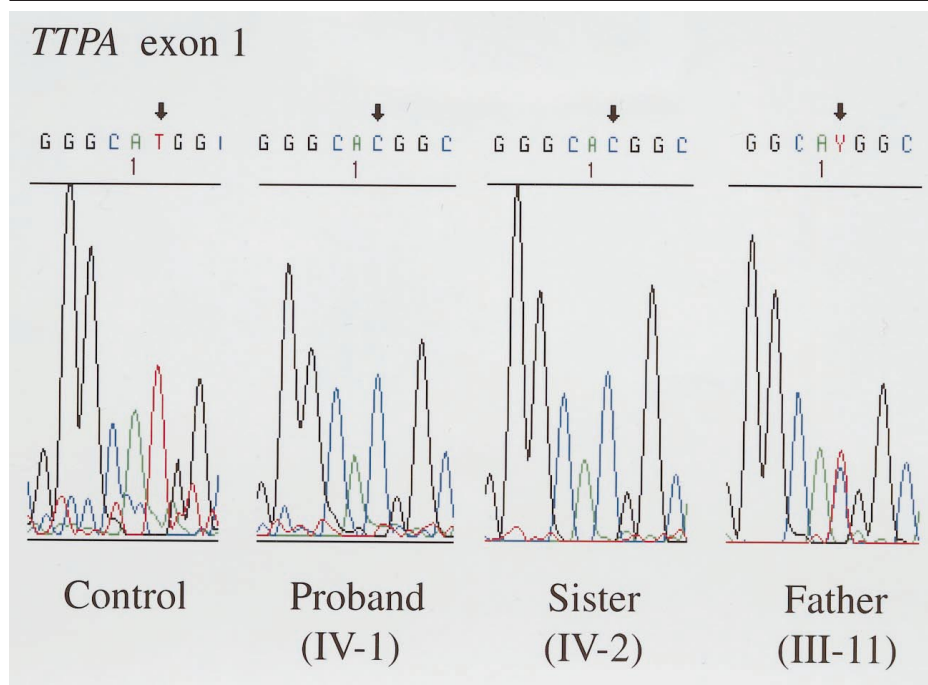 TTPA exon 1
G G G C A T G G
G G G C A C G G C
G G G C A C G G C
G G C A Y G G C
1
1
1
1
Control
Proband
(IV-1)
Sister
(IV-2)
Father
(III-11)